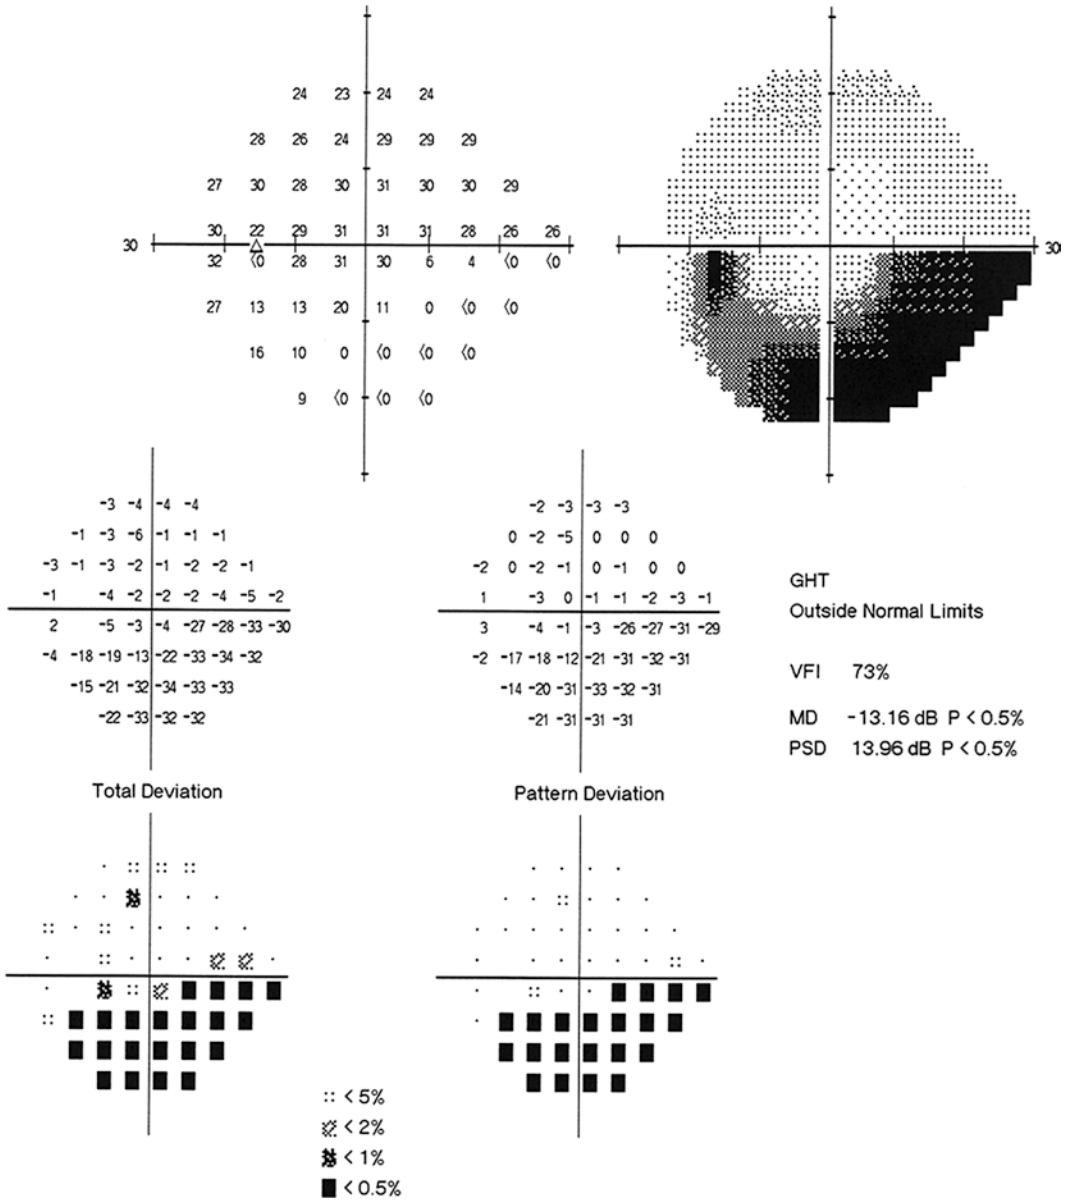 24 23 24 24
28 26 24 29 29 29
27 30 28 30 31 30 30 29
30 22 29 31 31 31 28 26 26
30 30
32 <0 28 31 30 6 4 <0 <0
27 13 13 20 11 0 <0 <0
16 10 0 <0 <0 <0
9 <0 <0 <0
-3 -4 -4 -4
-1 -3 -6 -1 -1 -1
-3 -1 -3 -2 -1 -2 -2 -1
-1 -4 -2 -2 -2 -4 -5 -2
2 -5 -3 -4 -27 -28 -33 -30
-4 -18 -19 -13 -22 -33 -34 -32
-15 -21 -32 -34 -33 -33
-22 -33 -32 -32
Total Deviation
-2 -3 -3 -3
0 -2 -5 0 0 0
-2 0 -2 -1 0 -1 0 0
1 -3 0 -1 -1 -2 -3 -1
3 -4 -1 -3 -26 -27 -31 -29
-2 -17 -18 -12 -21 -31 -32 -31
-14 -20 -31 -33 -32 -31
-21 -31 -31 -31
Pattern Deviation
GHT
Outside Normal Limits
VFI 73%
MD -13.16 dB P < 0.5%
PSD 13.96 dB P < 0.5%
< 5%
< 2%
< 1%
< 0.5%